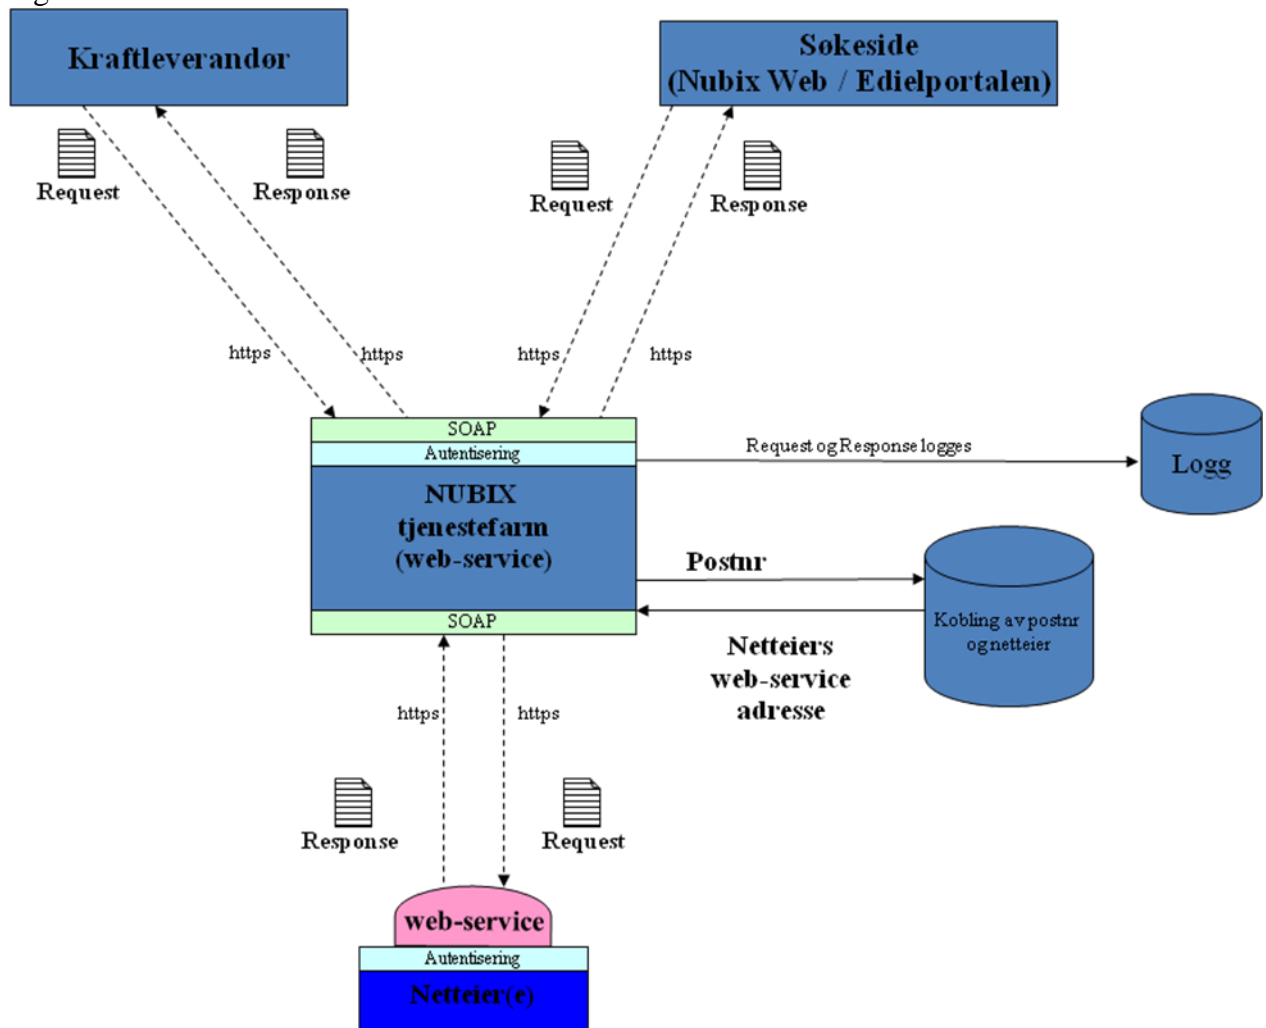 Kraftleverandør
Søkeside
(Nubix Web / Edielportalen)
Request
Response
Request
Response
https
https
https
https
SOAP
Autentisering
NUBIX
tjenestefarm
(web-service)
SOAP
Request og Response logges
Logg
Postnr
Kobling av postnr
og netteier
Netteiers
web-service
adresse
https
https
Response
Request
web-service
Autentisering
Netteier(e)